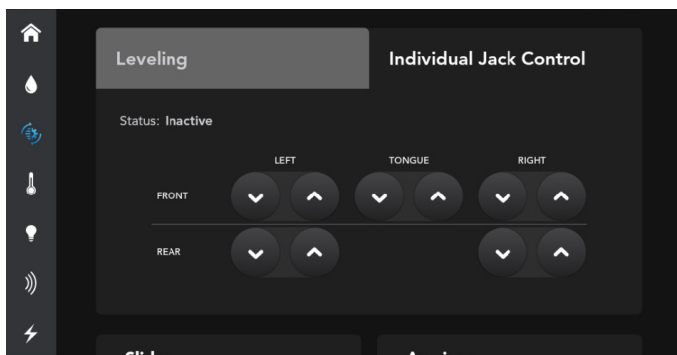 Leveling
Individual Jack Control
Status: Inactive
LEFT TONGUE RIGHT
FRONT
REAR